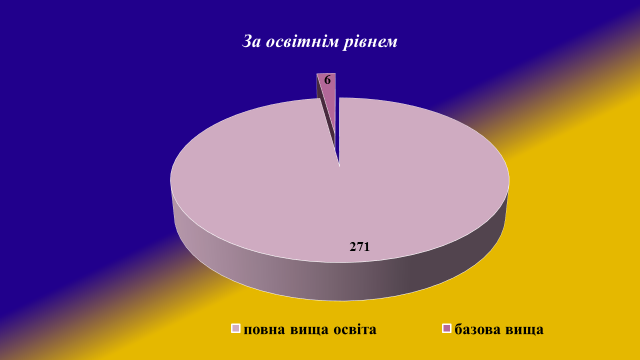 За освітнім рівнем
6
271
повна вища освіта
базова вища